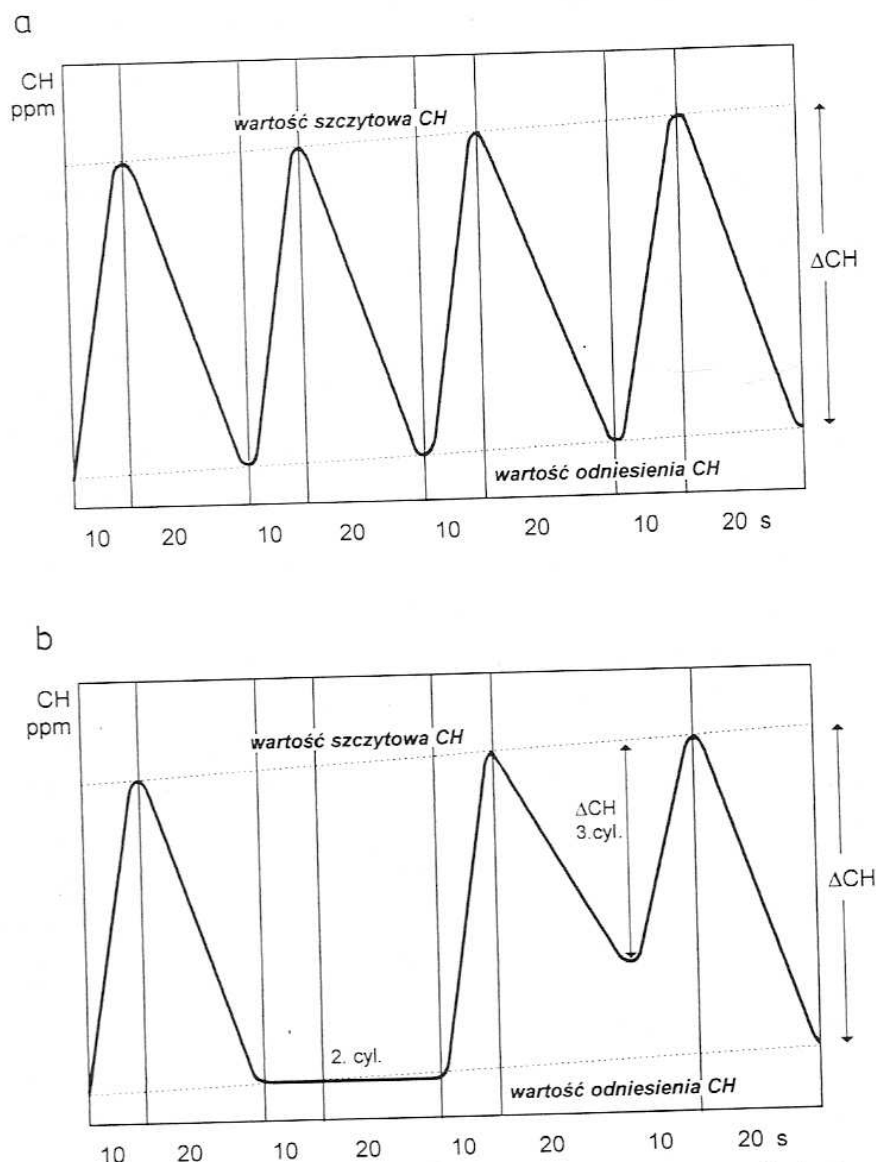 a
CH
ppm
wartość szczytowa CH
ΔCH
wartość odniesienia CH
10 20 10 20 10 20 10 20 s
b
CH
ppm
wartość szczytowa CH
ΔCH
3.cyl.
ΔCH
2. cyl.
wartość odniesienia CH
10 20 10 20 10 20 10 20 s